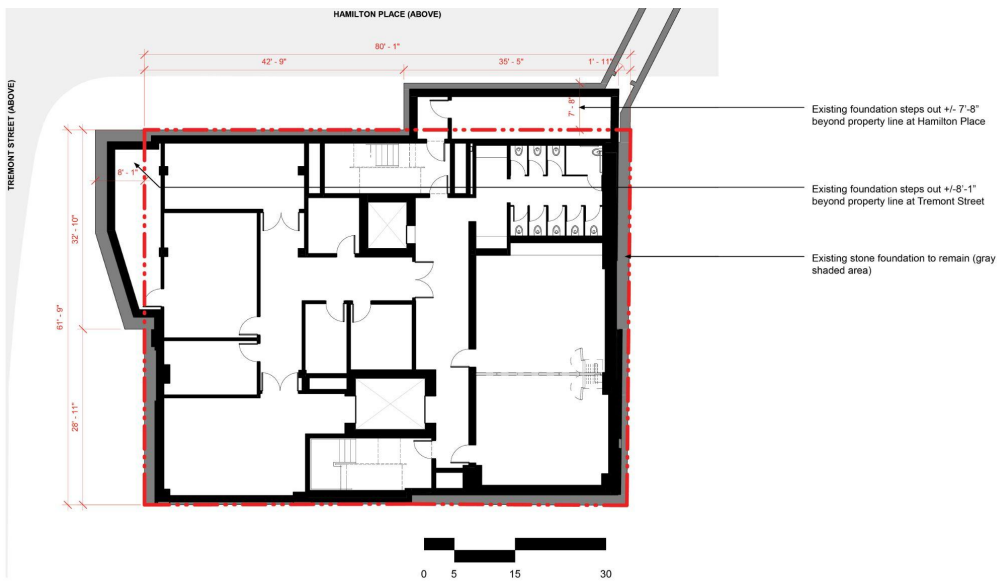 HAMILTON PLACE (ABOVE)
80' - 1"
42' - 9"
35' - 5"
1' - 11"
TREMONT STREET (ABOVE)
7' - 8"
Existing foundation steps out +/- 7'-8"
beyond property line at Hamilton Place
8' - 1"
Existing foundation steps out +/-8'-1"
beyond property line at Tremont Street
32' - 10"
Existing stone foundation to remain (gray
shaded area)
61' - 9"
28' - 11"
0 5 15 30